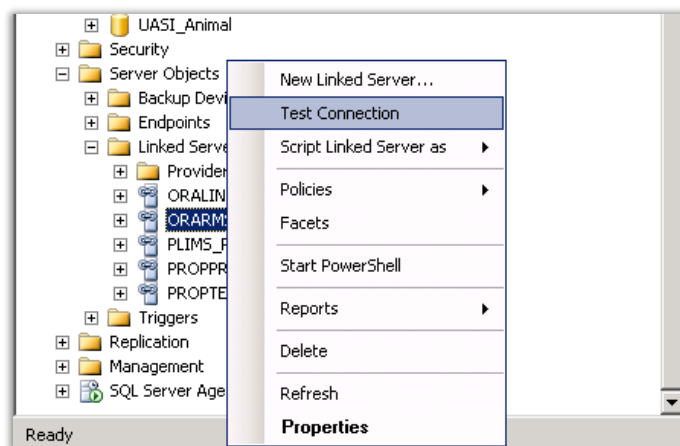 UASI_Animal
Security
Server Objects
Backup Devi
Endpoints
Linked Serve
Provider
ORALIN
ORARM
PLIMS_P
PROPPR
PROPTE
Triggers
Replication
Management
SQL Server Age
Ready
New Linked Server...
Test Connection
Script Linked Server as
Policies
Facets
Start PowerShell
Reports
Delete
Refresh
Properties